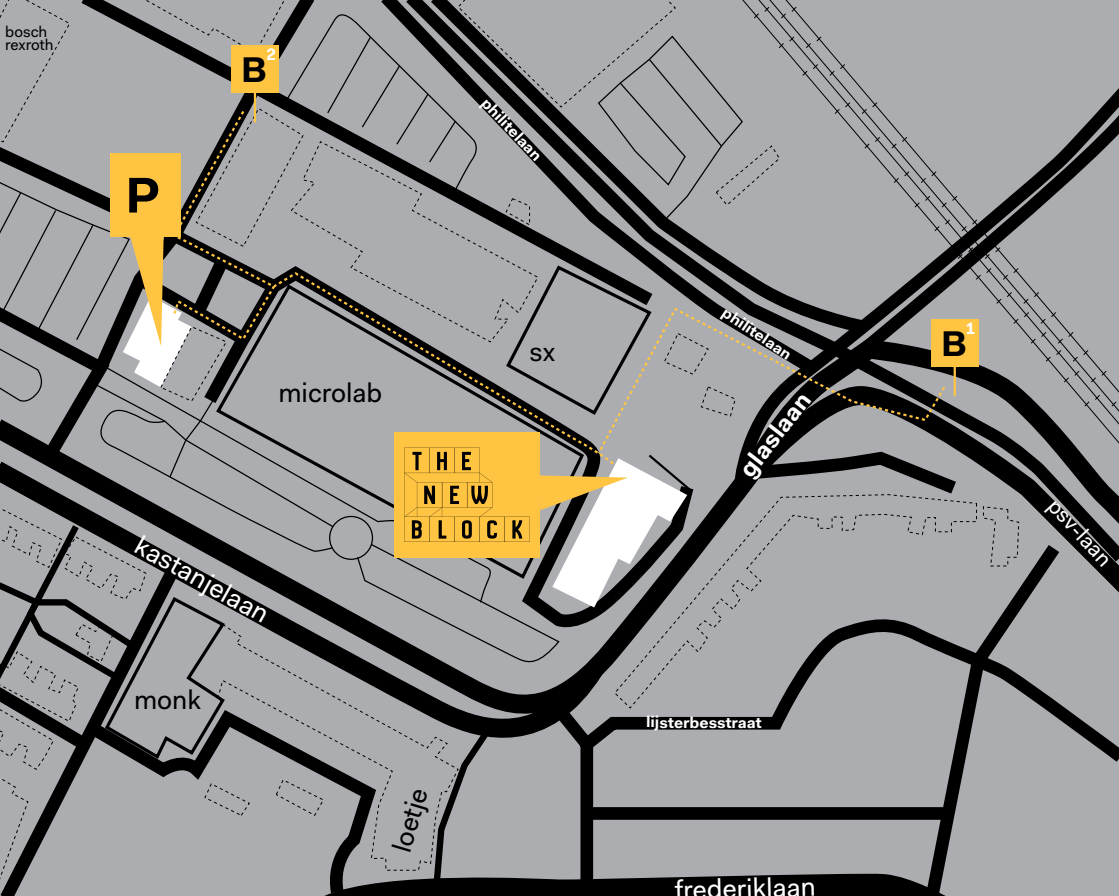 bosch
rexroth
B2
P
philitelaan
philitelaan
B1
sx
microlab
glaslaan
THE
NEW
BLOCK
psv-laan
kastanjelaan
monk
lijsterbesstraat
loetje
frederiklaan